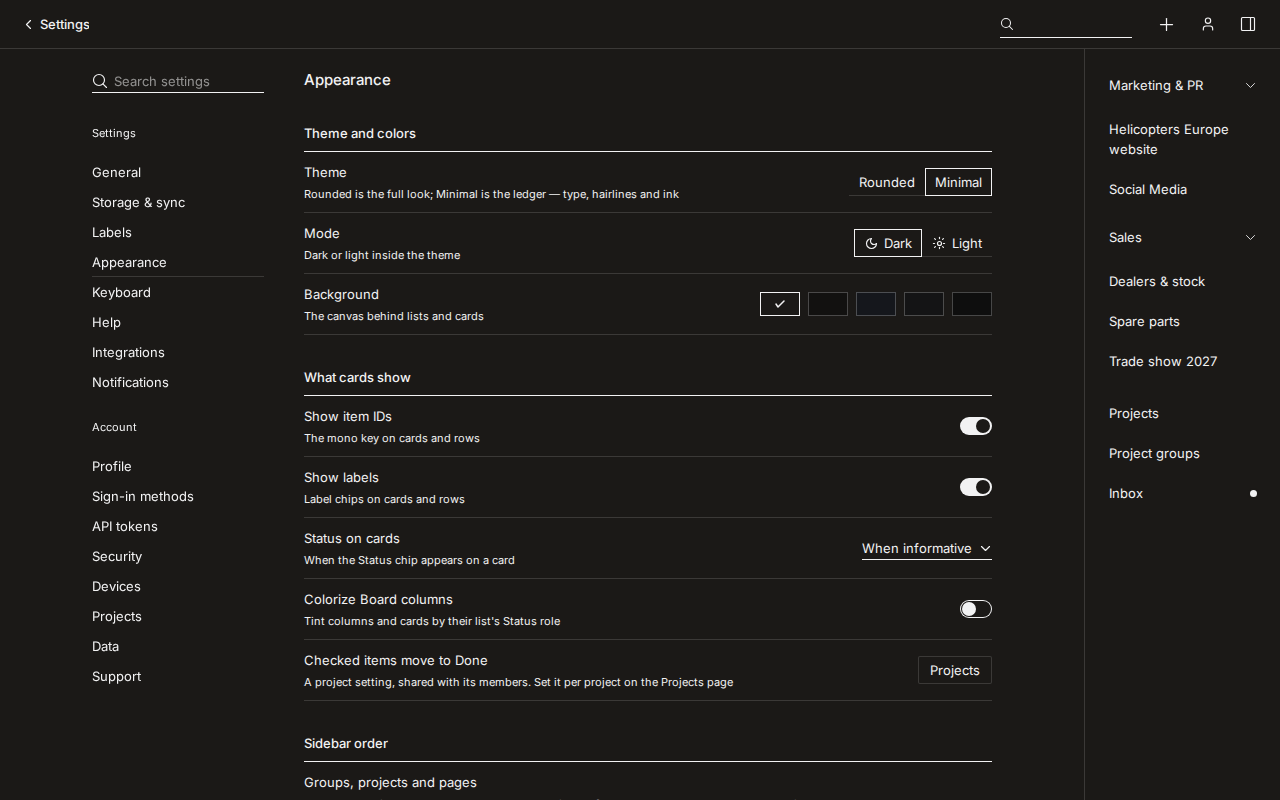 Settings
Search settings
Settings
General
Storage & sync
Labels
Appearance
Keyboard
Help
Integrations
Notifications
Account
Profile
Sign-in methods
API tokens
Security
Devices
Projects
Data
Support
Appearance
Theme and colors
Theme
Rounded is the full look; Minimal is the ledger — type, hairlines and ink
Rounded Minimal
Mode
Dark or light inside the theme
Dark Light
Background
The canvas behind lists and cards
What cards show
Show item IDs
The mono key on cards and rows
Show labels
Label chips on cards and rows
Status on cards
When the Status chip appears on a card
When informative
Colorize Board columns
Tint columns and cards by their list's Status role
Checked items move to Done
A project setting, shared with its members. Set it per project on the Projects page
Projects
Sidebar order
Groups, projects and pages
Marketing & PR
Helicopters Europe
website
Social Media
Sales
Dealers & stock
Spare parts
Trade show 2027
Projects
Project groups
Inbox